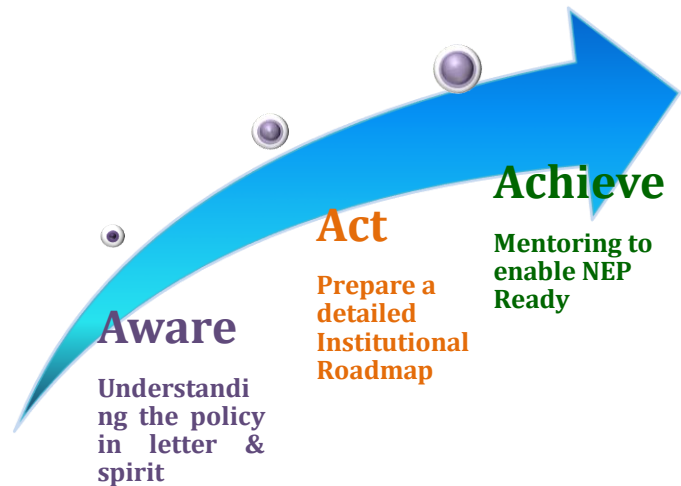 Aware
Understandi
ng the policy
in letter &
spirit
Act
Prepare a
detailed
Institutional
Roadmap
Achieve
Mentoring to
enable NEP
Ready